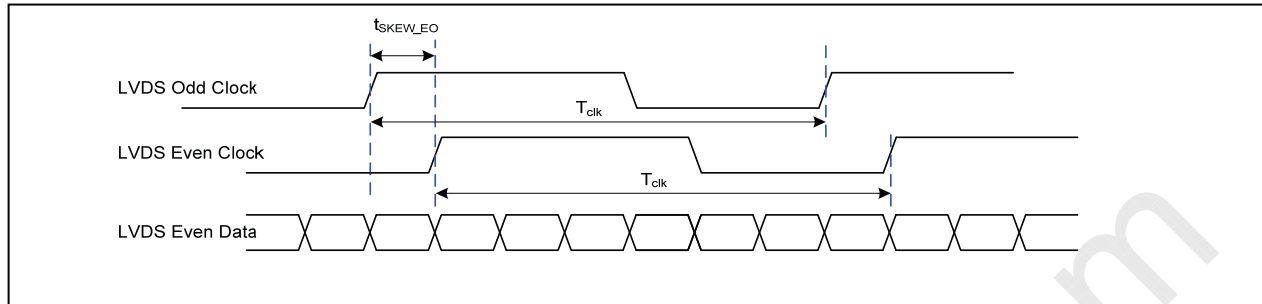 tSKEW_EO
LVDS Odd Clock
Tclk
LVDS Even Clock
Tclk
LVDS Even Data
m